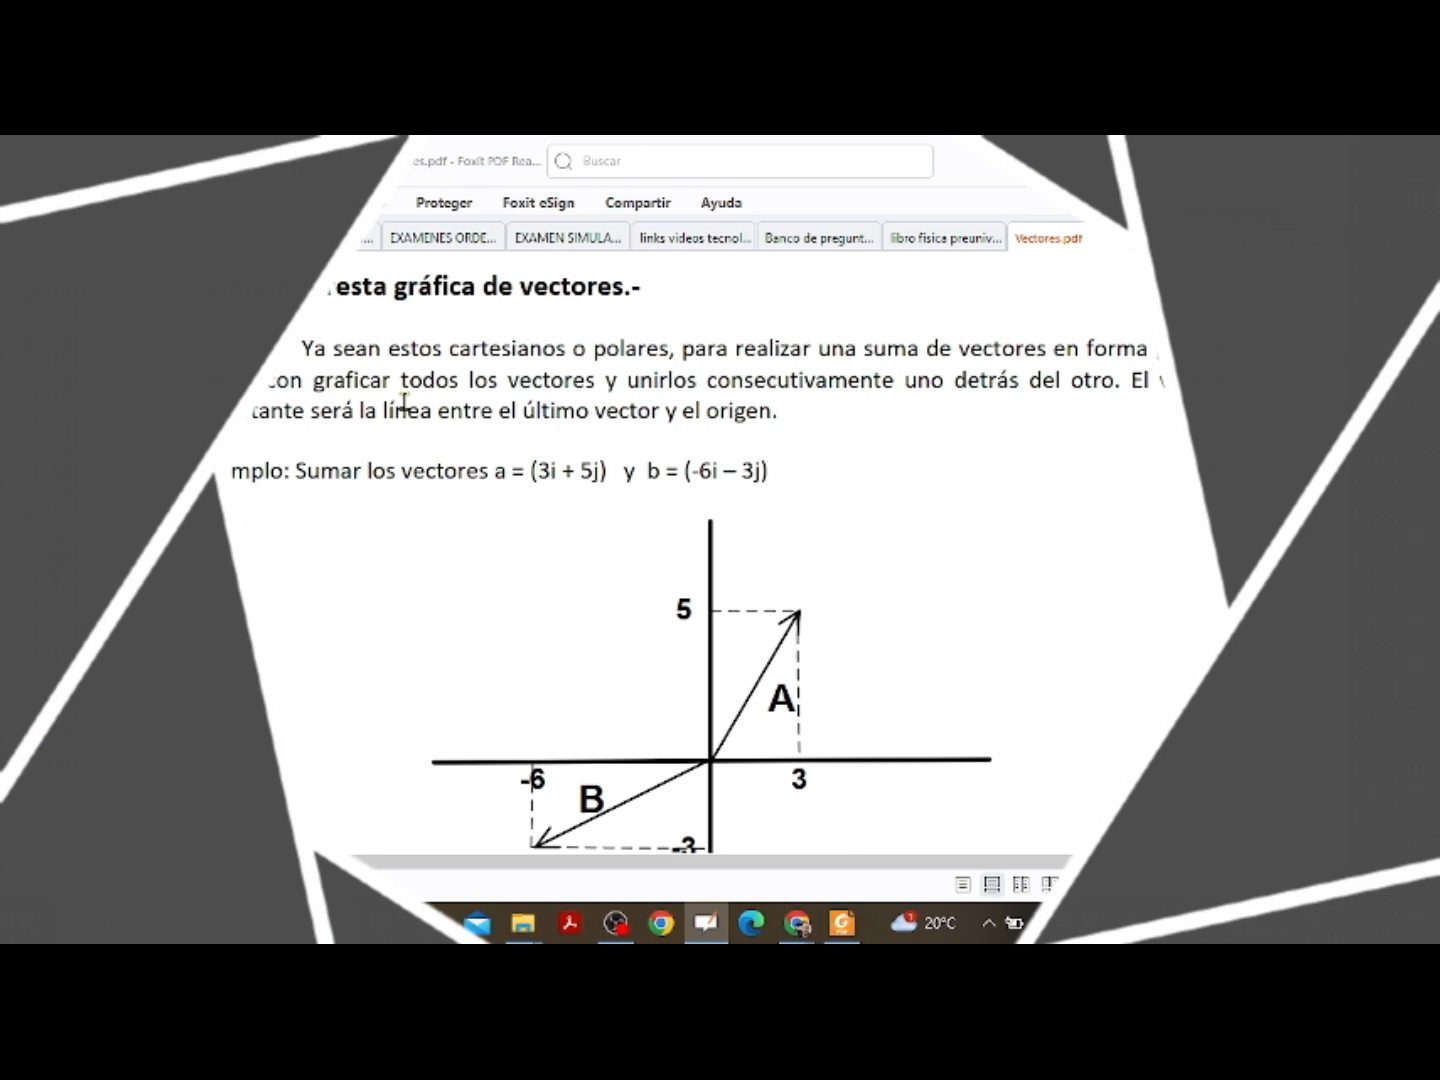 es.pdf - Foxit PDF Rea... Buscar
Proteger Foxit eSign Compartir Ayuda
... EXAMENES ORDE... EXAMEN SIMULA... links videos tecnol... Banco de pregunt... libro fisica preuniv... Vectores.pdf
esta gráfica de vectores.-
Ya sean estos cartesianos o polares, para realizar una suma de vectores en forma
con graficar todos los vectores y unirlos consecutivamente uno detrás del otro. El
tante será la línea entre el último vector y el origen.
mplo: Sumar los vectores a = (3i + 5j) y b = (-6i – 3j)
5
A
-6 3
B
-3
20°C